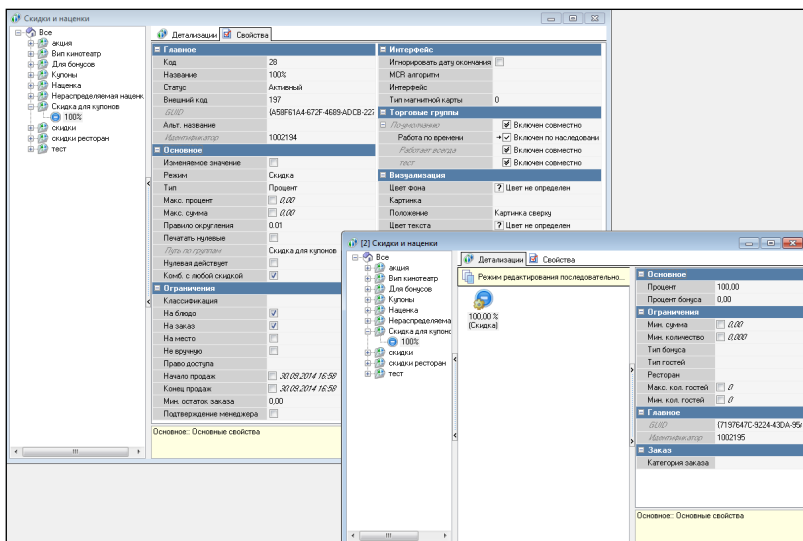 Скидки и наценки
Все
акция
Вип кинотеатр
Для бонусов
Купоны
Наценка
Нераспределяемая наценк
Скидка для купонов
100%
скидки
скидки ресторан
тест
Детализации Свойства
Главное
Код 28
Название 100%
Статус Активный
Внешний код 197
GUID {A58F61A4-672F-4689-ADCB-227
Альт. название
Идентификатор 1002194
Основное
Изменяемое значение
Режим Скидка
Тип Процент
Макс. процент 0,00
Макс. сумма 0,00
Правило округления 0.01
Печатать нулевые
Путь по группам Скидка для купонов
Нулевая действует
Комб. с любой скидкой
Ограничения
Классификация
На блюдо
На заказ
На место
Не вручную
Право доступа
Начало продаж 30.09.2014 16:58
Конец продаж 30.09.2014 16:58
Мин. остаток заказа 0,00
Подтверждение менеджера
Основное:: Основные свойства
Интерфейс
Игнорировать дату окончания
MCR алгоритм
Интерфейс
Тип магнитной карты 0
Торговые группы
По умолчанию Включен совместно
Работа по времени Включен по наследовани
Работает всегда Включен совместно
тест Включен совместно
Визуализация
Цвет фона ? Цвет не определен
Картинка
Положение Картинка сверху
Цвет текста ? Цвет не определен
[2] Скидки и наценки
Все
акция
Вип кинотеатр
Для бонусов
Купоны
Наценка
Нераспределяема
Скидка для купонс
100%
скидки
скидки ресторан
тест
Детализации Свойства
Режим редактирования последовательно...
100,00 %
(Скидка)
Основное
Процент 100,00
Процент бонуса 0,00
Ограничения
Мин. сумма 0,00
Мин. количество 0,000
Тип бонуса
Тип гостей
Ресторан
Макс. кол. гостей 0
Мин. кол. гостей 0
Главное
GUID {7197647C-9224-43DA-95
Идентификатор 1002195
Заказ
Категория заказа
Основное:: Основные свойства